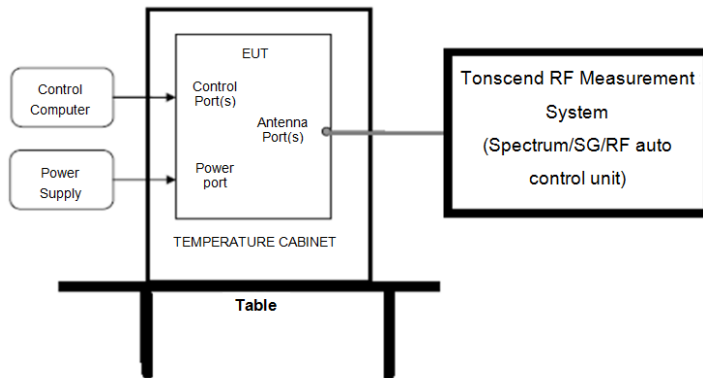 EUT
Control
Computer
Control
Port(s)
Antenna
Port(s)
Power
Supply
Power
port
TEMPERATURE CABINET
Table
Tonscend RF Measurement
System
(Spectrum/SG/RF auto
control unit)